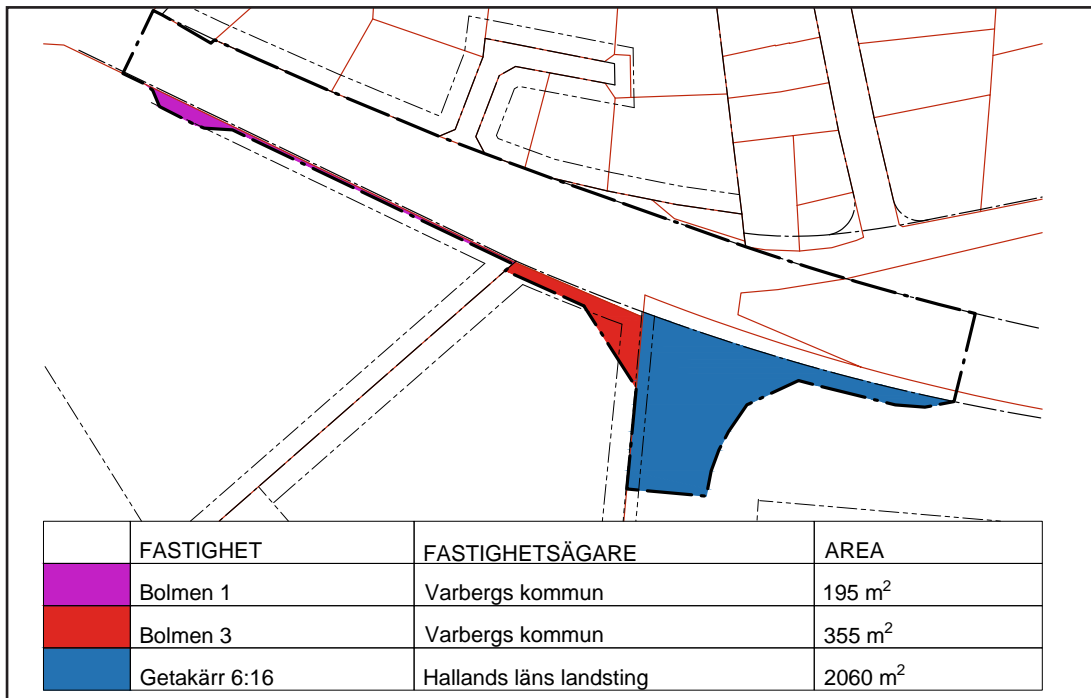 FASTIGHET FASTIGHETSÄGARE AREA
Bolmen 1 Varbergs kommun 195 m²
Bolmen 3 Varbergs kommun 355 m²
Getakärr 6:16 Hallands läns landsting 2060 m²